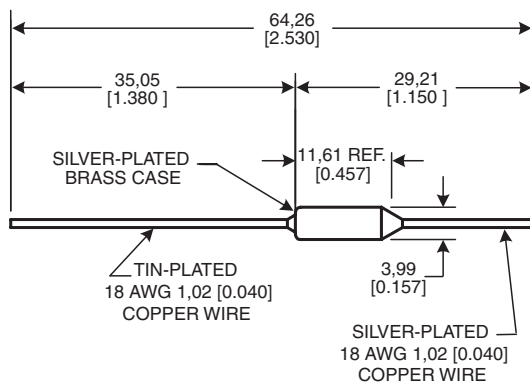 64,26
[2.530]
35,05
[1.380 ]
29,21
[1.150 ]
11,61 REF.
[0.457]
SILVER-PLATED
BRASS CASE
TIN-PLATED
18 AWG 1,02 [0.040]
COPPER WIRE
3,99
[0.157]
SILVER-PLATED
18 AWG 1,02 [0.040]
COPPER WIRE